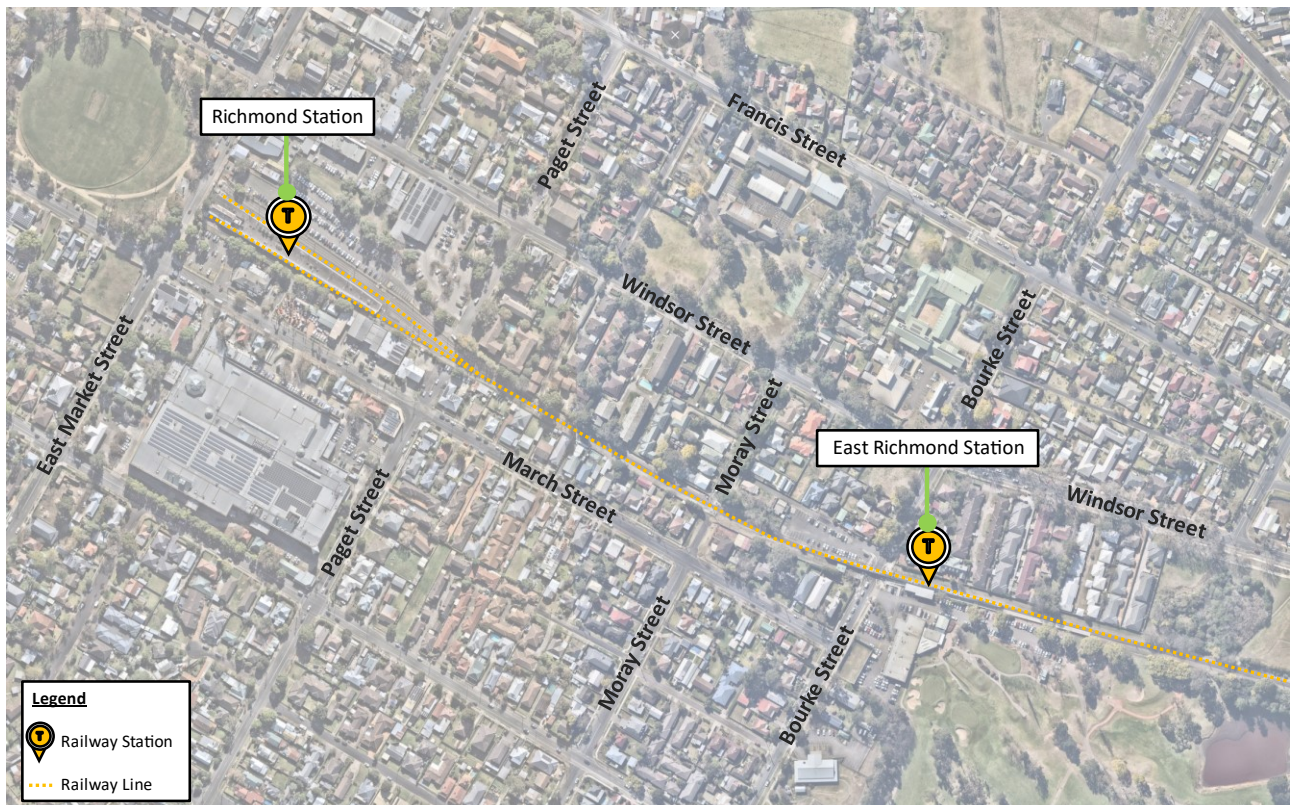 Richmond Station
Paget Street
Francis Street
Windsor Street
Bourke Street
East Market Street
Moray Street
East Richmond Station
March Street
Windsor Street
Paget Street
Moray Street
Bourke Street
T
T
Legend
T Railway Station
Railway Line